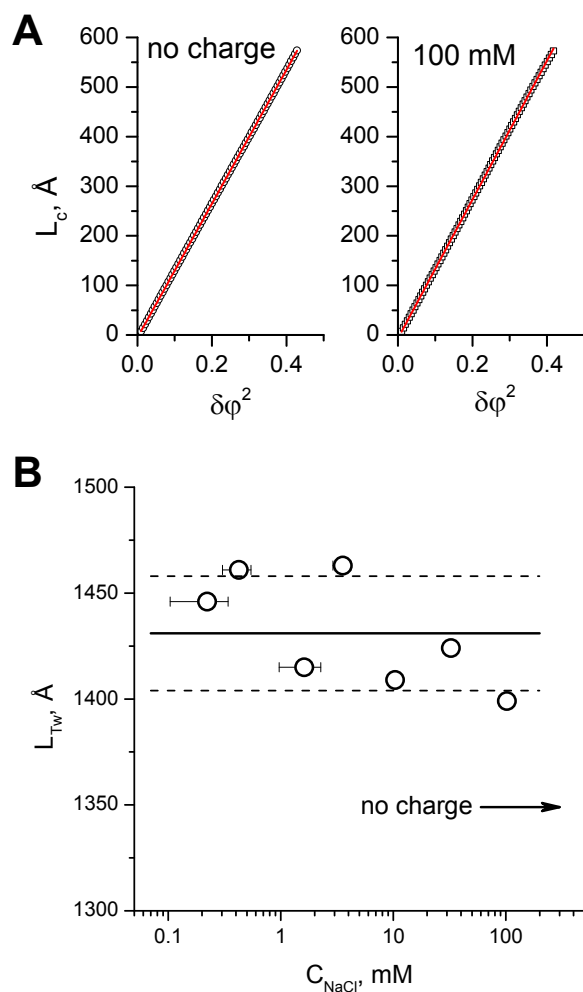 A
no charge
100 mM
600
500
400
300
200
100
0
L_c, Å
0.0 0.2 0.4
δφ²
600
500
400
300
200
100
0
0.0 0.2 0.4
δφ²
B
1500
1450
1400
1350
1300
L_Tw, Å
no charge
0.1 1 10 100
C_NaCl, mM